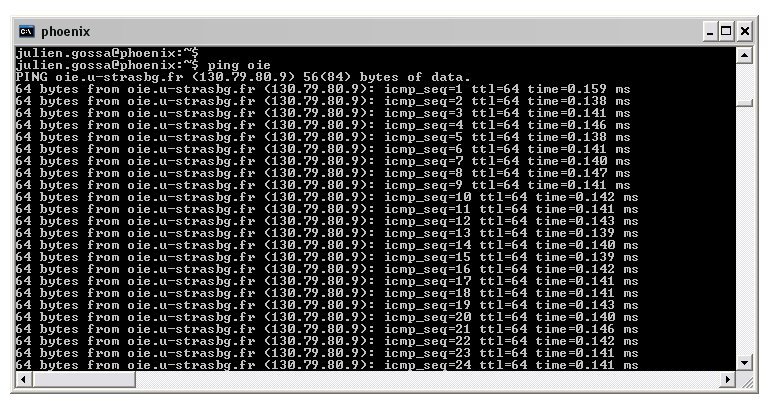 phoenix
julien.gossa@phoenix:~$
julien.gossa@phoenix:~$ ping oie
PING oie.u-strasbg.fr (130.79.80.9) 56(84) bytes of data.
64 bytes from oie.u-strasbg.fr (130.79.80.9): icmp_seq=1 ttl=64 time=0.159 ms
64 bytes from oie.u-strasbg.fr (130.79.80.9): icmp_seq=2 ttl=64 time=0.138 ms
64 bytes from oie.u-strasbg.fr (130.79.80.9): icmp_seq=3 ttl=64 time=0.141 ms
64 bytes from oie.u-strasbg.fr (130.79.80.9): icmp_seq=4 ttl=64 time=0.146 ms
64 bytes from oie.u-strasbg.fr (130.79.80.9): icmp_seq=5 ttl=64 time=0.138 ms
64 bytes from oie.u-strasbg.fr (130.79.80.9): icmp_seq=6 ttl=64 time=0.141 ms
64 bytes from oie.u-strasbg.fr (130.79.80.9): icmp_seq=7 ttl=64 time=0.140 ms
64 bytes from oie.u-strasbg.fr (130.79.80.9): icmp_seq=8 ttl=64 time=0.147 ms
64 bytes from oie.u-strasbg.fr (130.79.80.9): icmp_seq=9 ttl=64 time=0.141 ms
64 bytes from oie.u-strasbg.fr (130.79.80.9): icmp_seq=10 ttl=64 time=0.142 ms
64 bytes from oie.u-strasbg.fr (130.79.80.9): icmp_seq=11 ttl=64 time=0.141 ms
64 bytes from oie.u-strasbg.fr (130.79.80.9): icmp_seq=12 ttl=64 time=0.143 ms
64 bytes from oie.u-strasbg.fr (130.79.80.9): icmp_seq=13 ttl=64 time=0.139 ms
64 bytes from oie.u-strasbg.fr (130.79.80.9): icmp_seq=14 ttl=64 time=0.140 ms
64 bytes from oie.u-strasbg.fr (130.79.80.9): icmp_seq=15 ttl=64 time=0.139 ms
64 bytes from oie.u-strasbg.fr (130.79.80.9): icmp_seq=16 ttl=64 time=0.142 ms
64 bytes from oie.u-strasbg.fr (130.79.80.9): icmp_seq=17 ttl=64 time=0.141 ms
64 bytes from oie.u-strasbg.fr (130.79.80.9): icmp_seq=18 ttl=64 time=0.141 ms
64 bytes from oie.u-strasbg.fr (130.79.80.9): icmp_seq=19 ttl=64 time=0.143 ms
64 bytes from oie.u-strasbg.fr (130.79.80.9): icmp_seq=20 ttl=64 time=0.140 ms
64 bytes from oie.u-strasbg.fr (130.79.80.9): icmp_seq=21 ttl=64 time=0.146 ms
64 bytes from oie.u-strasbg.fr (130.79.80.9): icmp_seq=22 ttl=64 time=0.142 ms
64 bytes from oie.u-strasbg.fr (130.79.80.9): icmp_seq=23 ttl=64 time=0.141 ms
64 bytes from oie.u-strasbg.fr (130.79.80.9): icmp_seq=24 ttl=64 time=0.141 ms